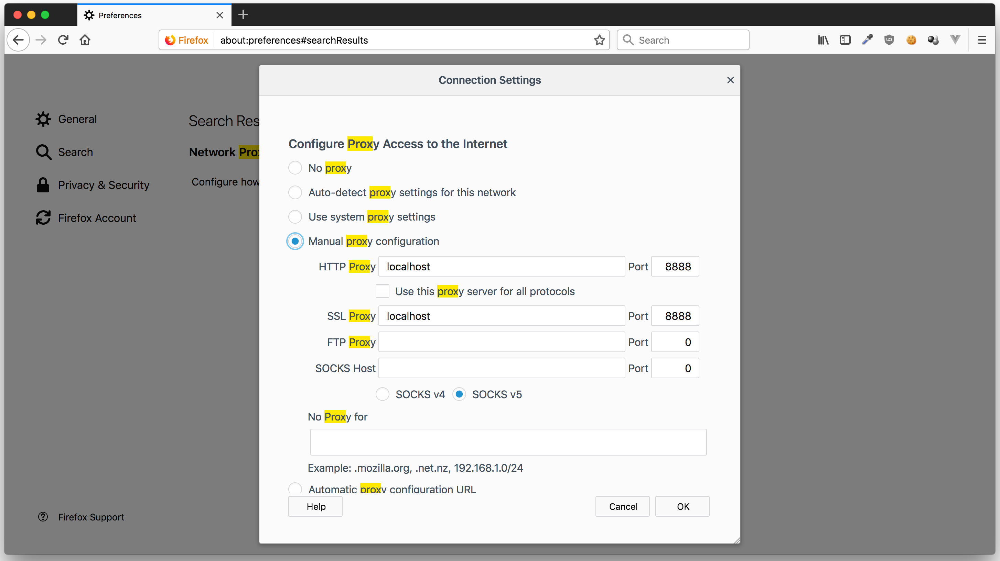 Preferences
Firefox about:preferences#searchResults
Search
Connection Settings
General
Search
Privacy & Security
Firefox Account
Firefox Support
Search Res
Network Prox
Configure how
Configure Proxy Access to the Internet
No proxy
Auto-detect proxy settings for this network
Use system proxy settings
Manual proxy configuration
HTTP Proxy localhost Port 8888
Use this proxy server for all protocols
SSL Proxy localhost Port 8888
FTP Proxy Port 0
SOCKS Host Port 0
SOCKS v4 SOCKS v5
No Proxy for
Example: .mozilla.org, .net.nz, 192.168.1.0/24
Automatic proxy configuration URL
Help Cancel OK